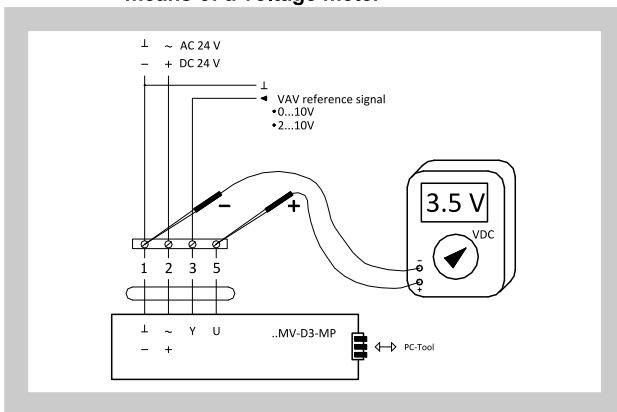 means of a voltage meter
⊥ ~ AC 24 V
− + DC 24 V
⊥
VAV reference signal
•0...10V
•2...10V
− +
3.5 V
VDC
−
+
1 2 3 5
⊥ ~ Y U ..MV-D3-MP
− +
PC-Tool